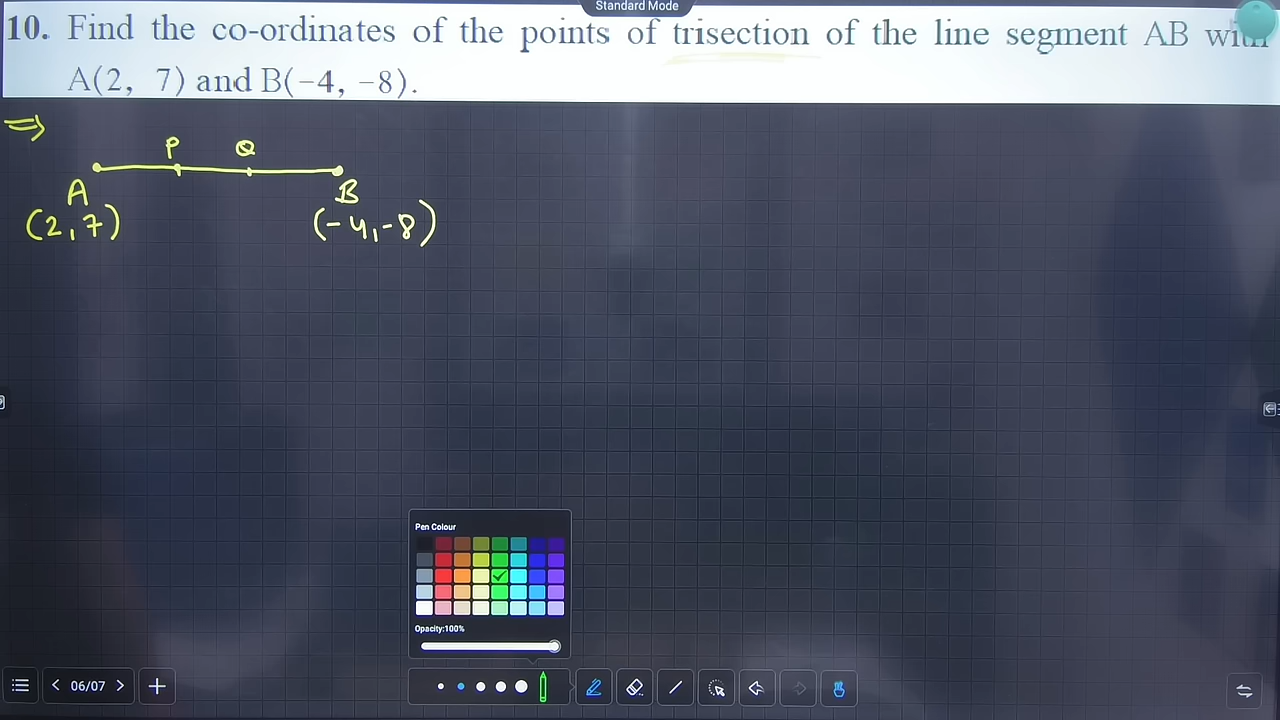 Standard Mode
10. Find the co-ordinates of the points of trisection of the line segment AB with
A(2, 7) and B(−4, −8).
⇒
P Q
A B
(2,7) (-4,-8)
Pen Colour
Opacity:100%
06/07